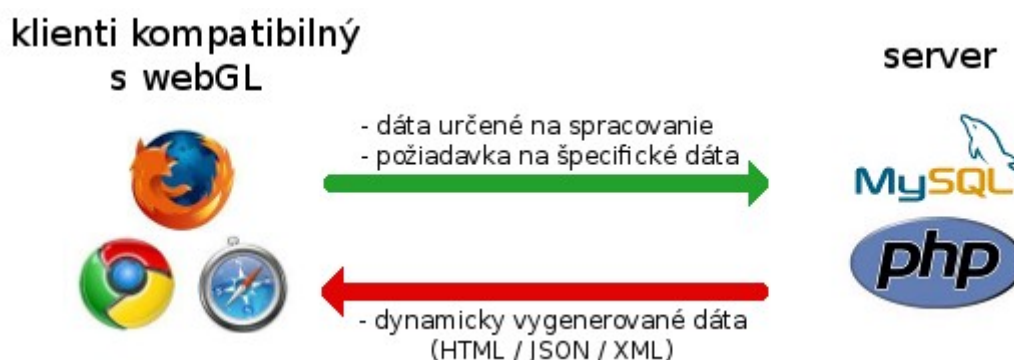 klienti kompatibilný
s webGL
server
- dáta určené na spracovanie
- požiadavka na špecifické dáta
MySQL
php
- dynamicky vygenerované dáta
(HTML / JSON / XML)